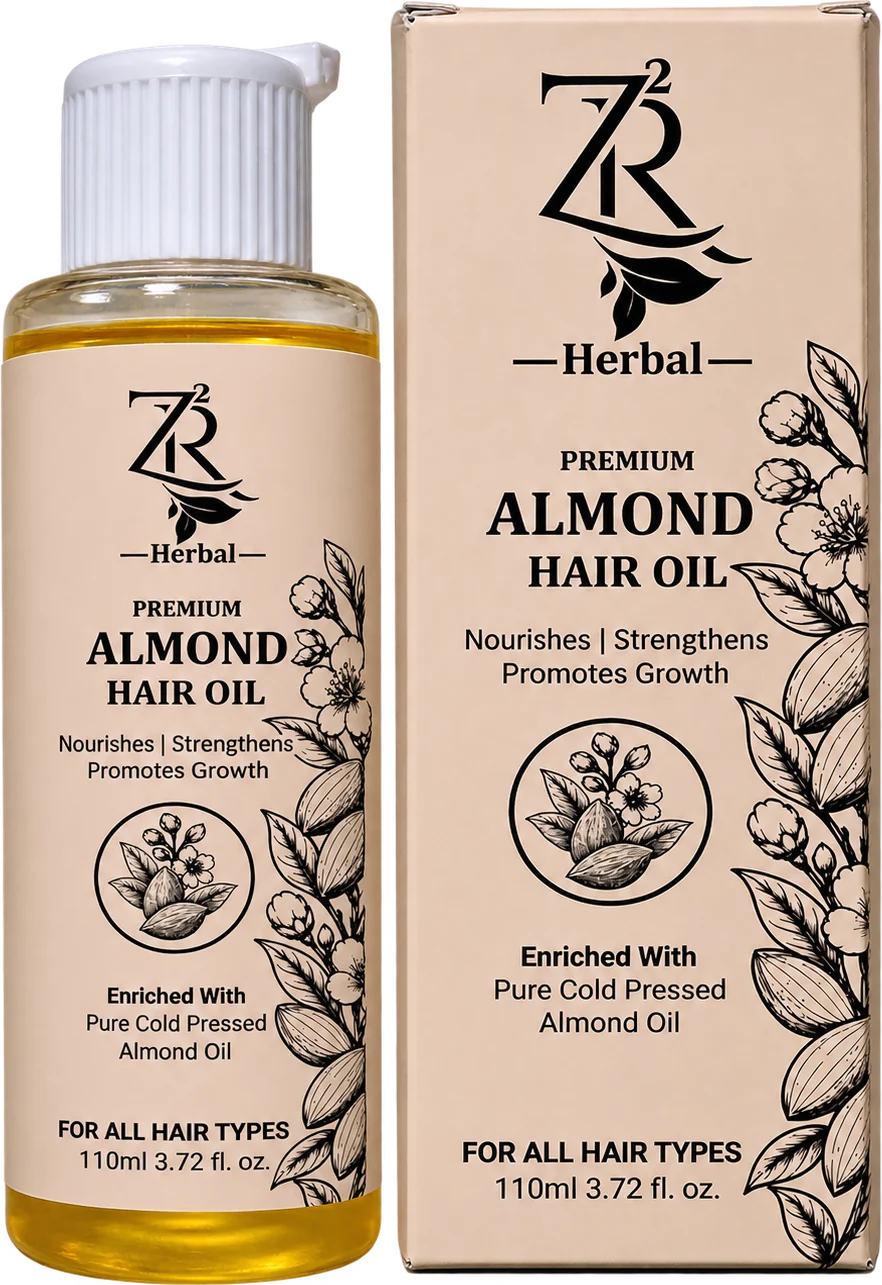 ZR²
Herbal
PREMIUM
ALMOND
HAIR OIL
Nourishes | Strengthens
Promotes Growth
Enriched With
Pure Cold Pressed
Almond Oil
FOR ALL HAIR TYPES
110ml 3.72 fl. oz.
ZR²
Herbal
PREMIUM
ALMOND
HAIR OIL
Nourishes | Strengthens
Promotes Growth
Enriched With
Pure Cold Pressed
Almond Oil
FOR ALL HAIR TYPES
110ml 3.72 fl. oz.